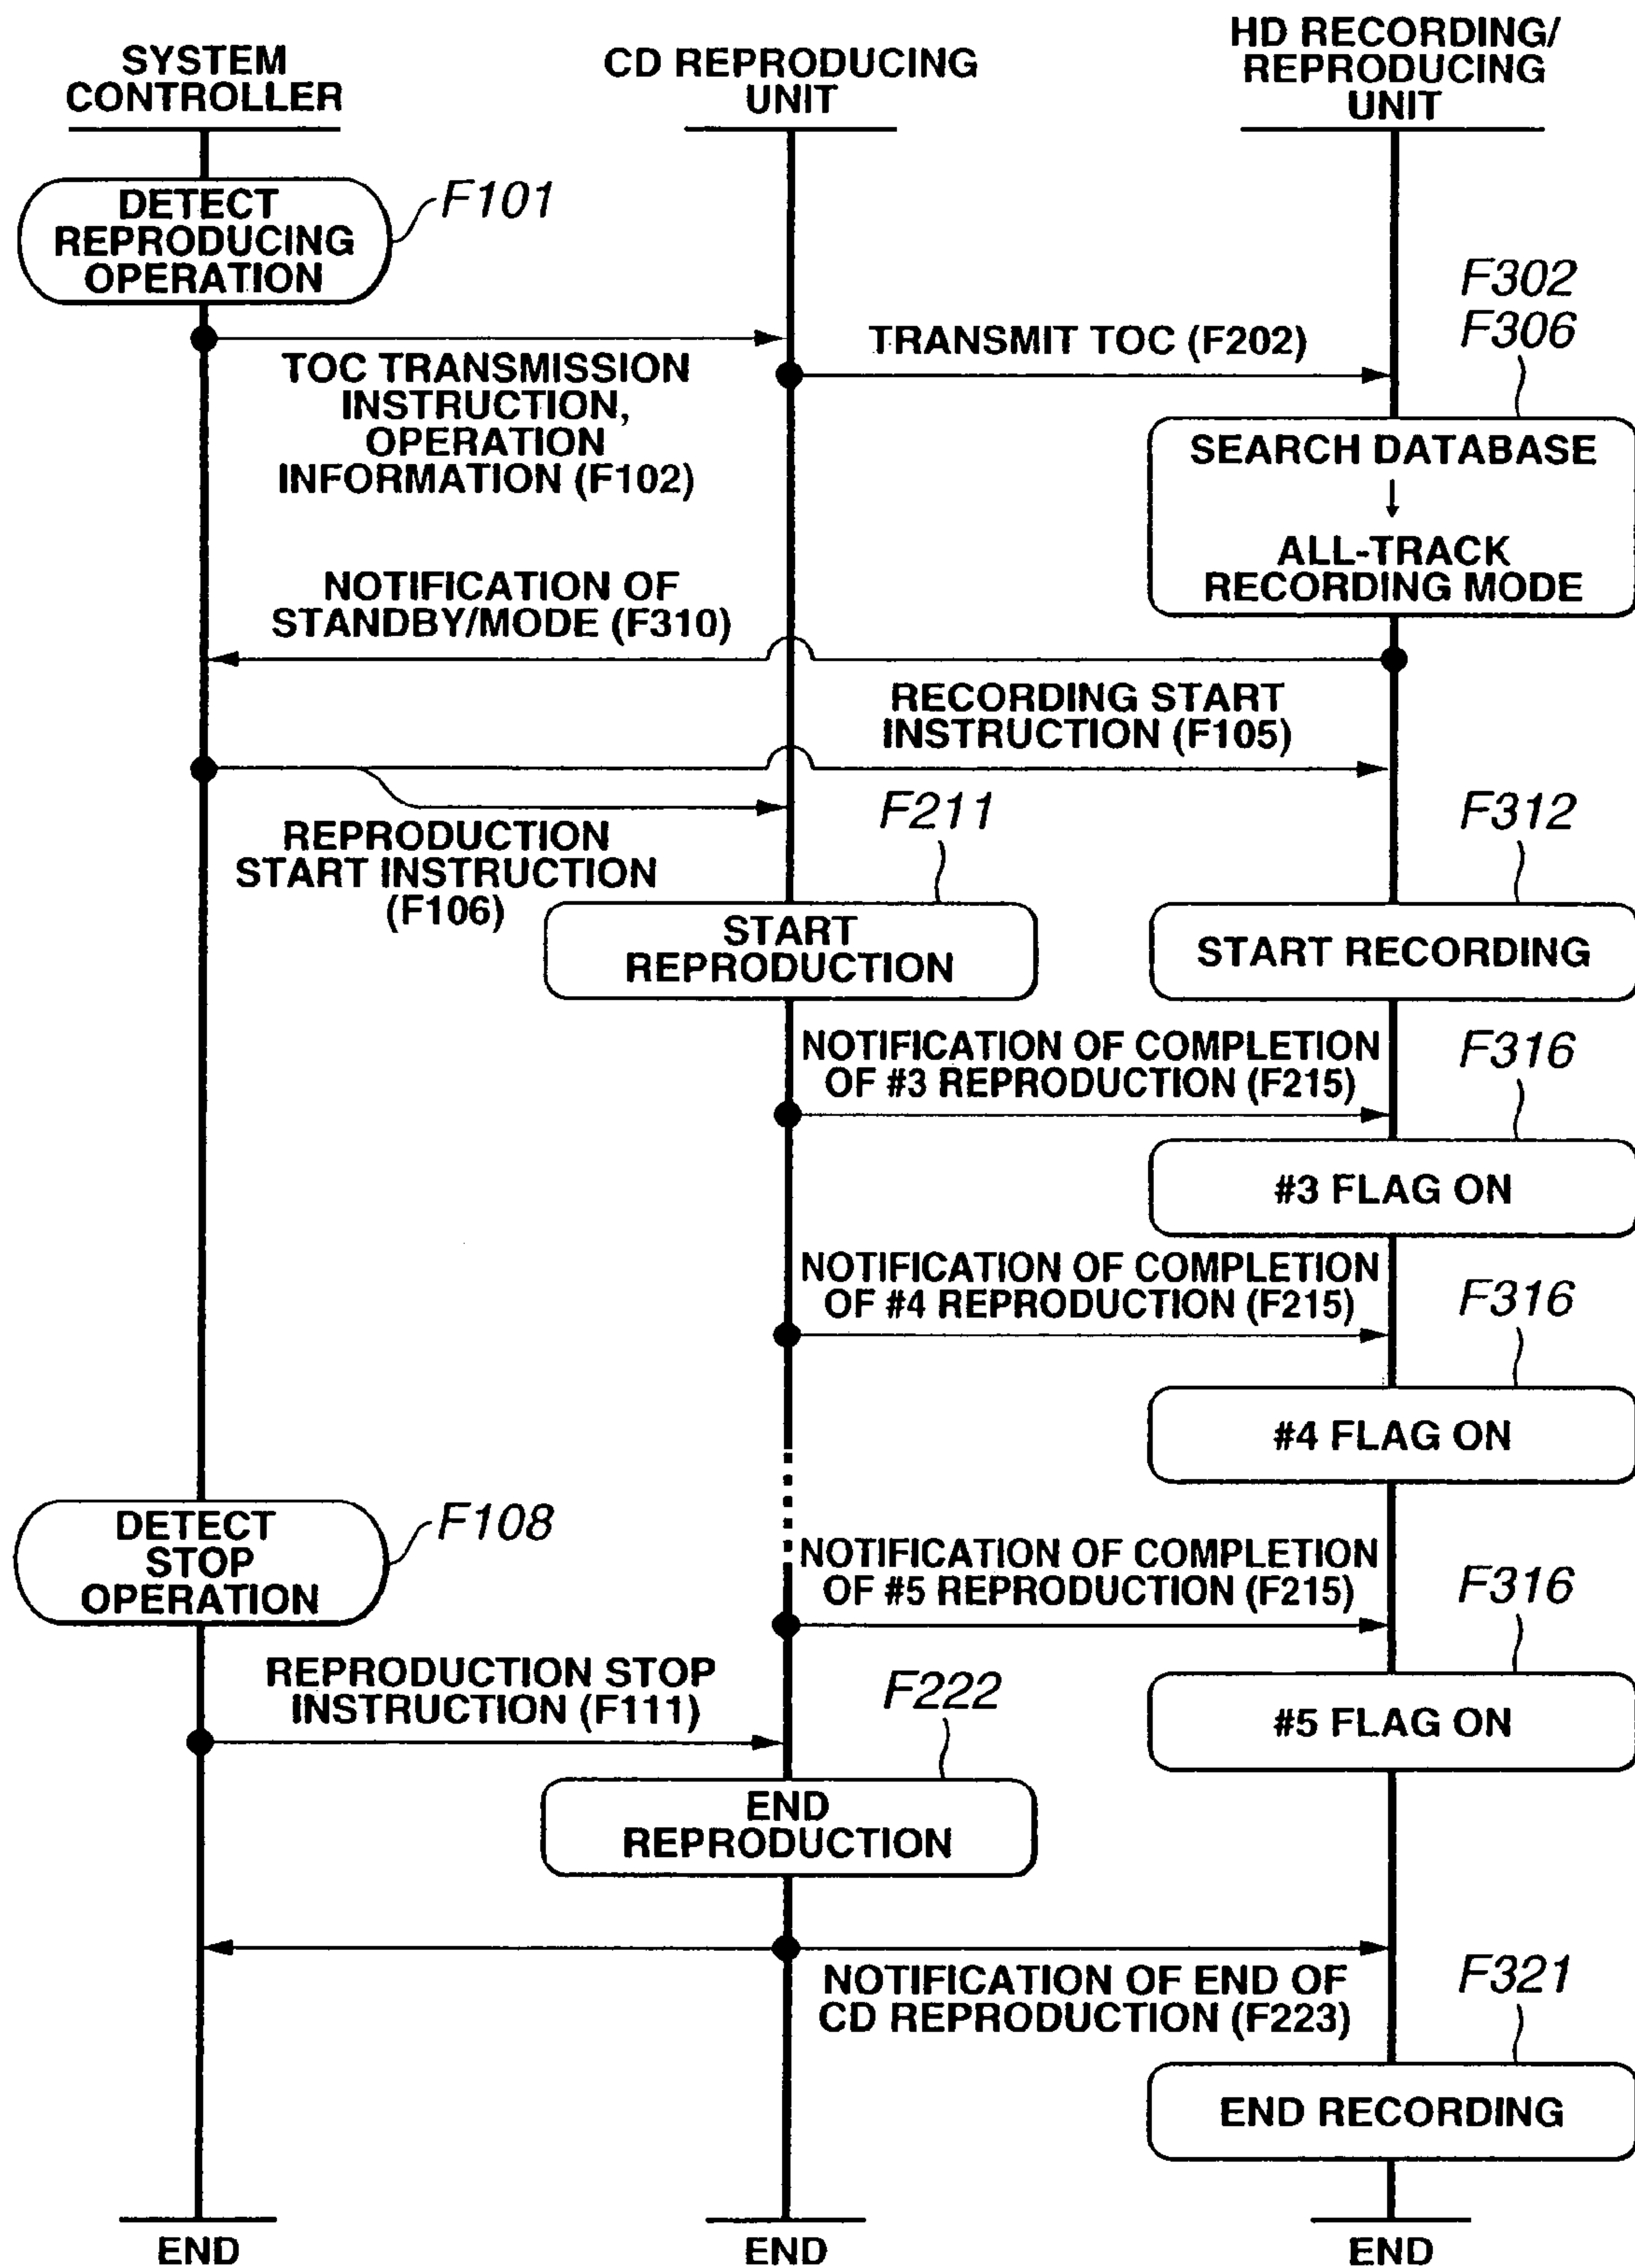 SYSTEM
CONTROLLER
CD REPRODUCING
UNIT
HD RECORDING/
REPRODUCING
UNIT
DETECT
REPRODUCING
OPERATION
F101
F302
F306
TOC TRANSMISSION
INSTRUCTION,
OPERATION
INFORMATION (F102)
TRANSMIT TOC (F202)
SEARCH DATABASE
ALL-TRACK
RECORDING MODE
NOTIFICATION OF
STANDBY/MODE (F310)
RECORDING START
INSTRUCTION (F105)
REPRODUCTION
START INSTRUCTION
(F106)
F211
F312
START
REPRODUCTION
START RECORDING
NOTIFICATION OF COMPLETION
OF #3 REPRODUCTION (F215)
F316
#3 FLAG ON
NOTIFICATION OF COMPLETION
OF #4 REPRODUCTION (F215)
F316
#4 FLAG ON
DETECT
STOP
OPERATION
F108
NOTIFICATION OF COMPLETION
OF #5 REPRODUCTION (F215)
F316
REPRODUCTION STOP
INSTRUCTION (F111)
F222
#5 FLAG ON
END
REPRODUCTION
NOTIFICATION OF END OF
CD REPRODUCTION (F223)
F321
END RECORDING
END
END
END